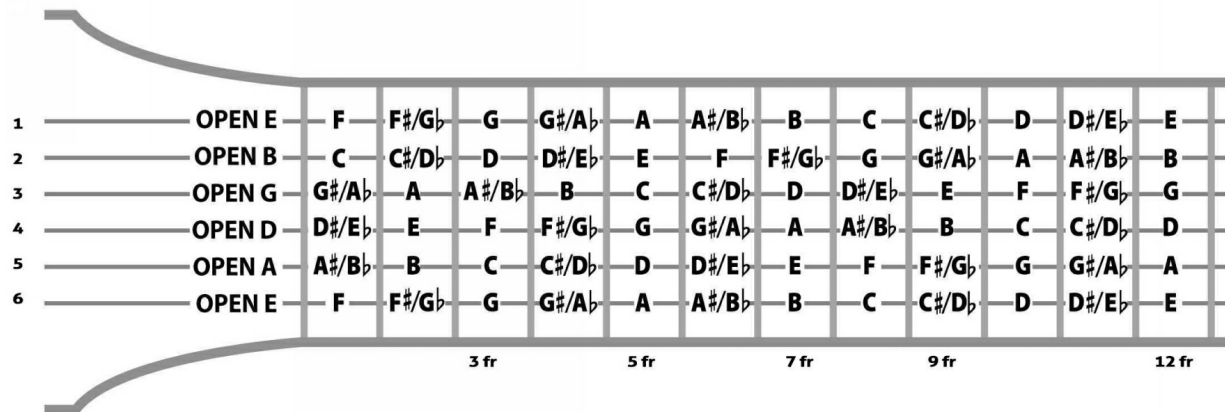 1 OPEN E F F♯/G♭ G G♯/A♭ A A♯/B♭ B C C♯/D♭ D D♯/E♭ E
2 OPEN B C C♯/D♭ D D♯/E♭ E F F♯/G♭ G G♯/A♭ A A♯/B♭ B
3 OPEN G G♯/A♭ A A♯/B♭ B C C♯/D♭ D D♯/E♭ E F F♯/G♭ G
4 OPEN D D♯/E♭ E F F♯/G♭ G G♯/A♭ A A♯/B♭ B C C♯/D♭ D
5 OPEN A A♯/B♭ B C C♯/D♭ D D♯/E♭ E F F♯/G♭ G G♯/A♭ A
6 OPEN E F F♯/G♭ G G♯/A♭ A A♯/B♭ B C C♯/D♭ D D♯/E♭ E
3 fr 5 fr 7 fr 9 fr 12 fr